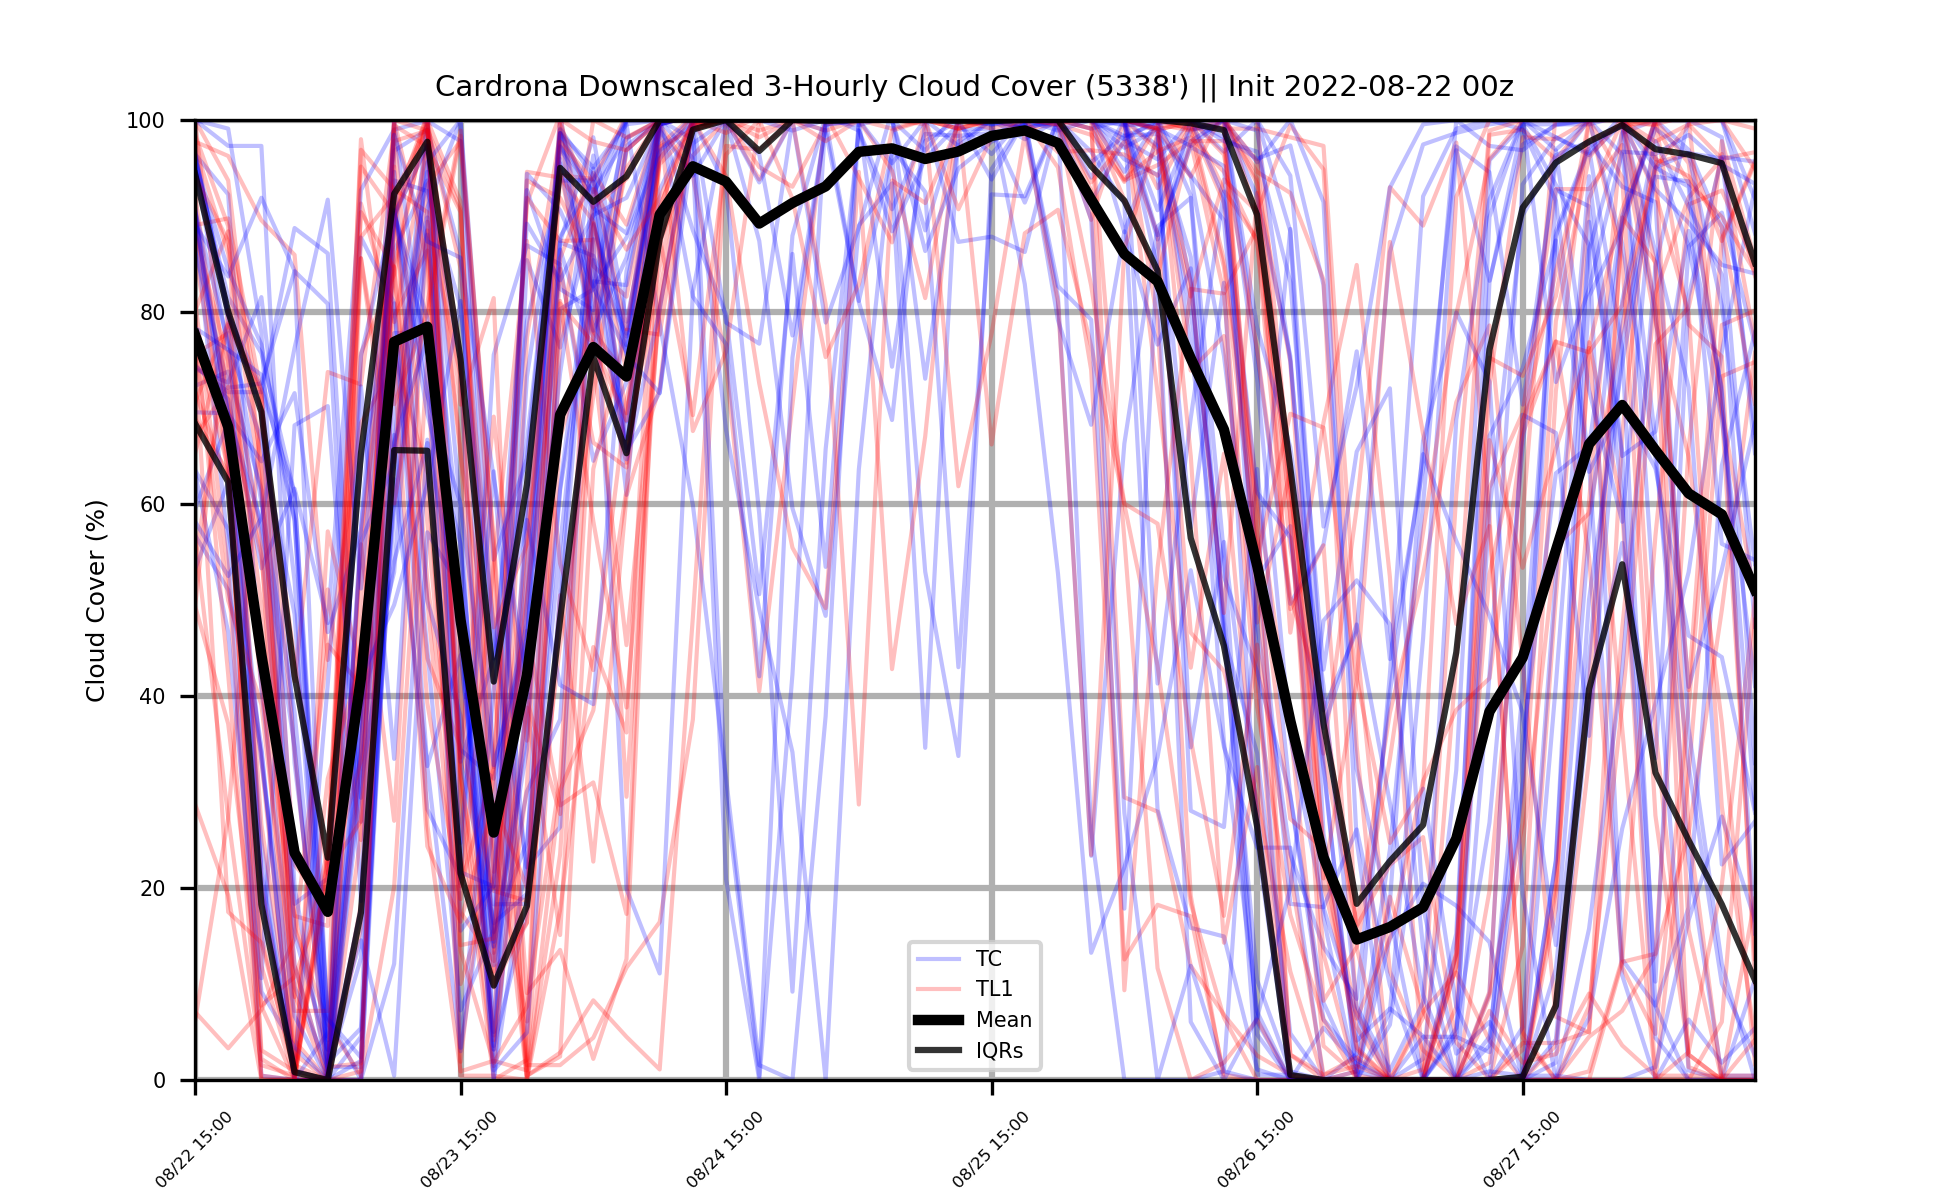 Cardrona Downscaled 3-Hourly Cloud Cover (5338') || Init 2022-08-22 00z
Cloud Cover (%)
100
80
60
40
20
0
TC
TL1
Mean
IQRs
08/22 15:00
08/23 15:00
08/24 15:00
08/25 15:00
08/26 15:00
08/27 15:00